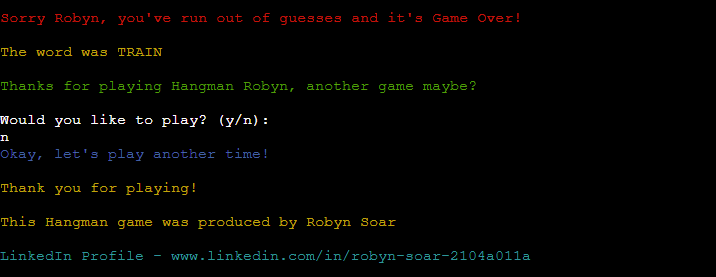 Sorry Robyn, you've run out of guesses and it's Game Over!
The word was TRAIN
Thanks for playing Hangman Robyn, another game maybe?
Would you like to play? (y/n):
n
Okay, let's play another time!
Thank you for playing!
This Hangman game was produced by Robyn Soar
LinkedIn Profile - www.linkedin.com/in/robyn-soar-2104a011a